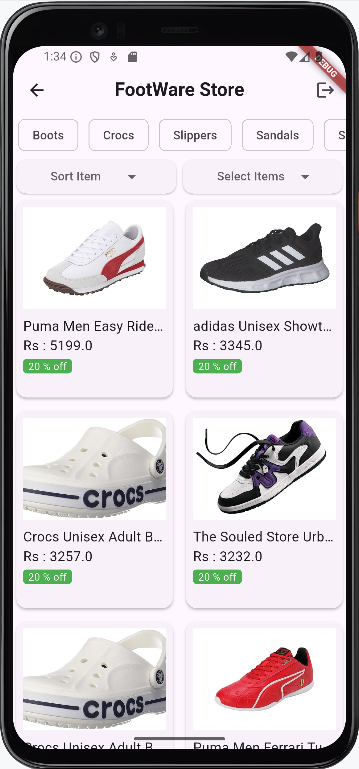 1:34
DEBUG
FootWare Store
Boots
Crocs
Slippers
Sandals
S
Sort Item
Select Items
Puma Men Easy Ride...
Rs : 5199.0
20 % off
adidas Unisex Showt...
Rs : 3345.0
20 % off
crocs
Crocs Unisex Adult B...
Rs : 3257.0
20 % off
The Souled Store Urb...
Rs : 3232.0
20 % off
crocs
Crocs Unisex Adult B...
Puma Men Ferrari Tu...